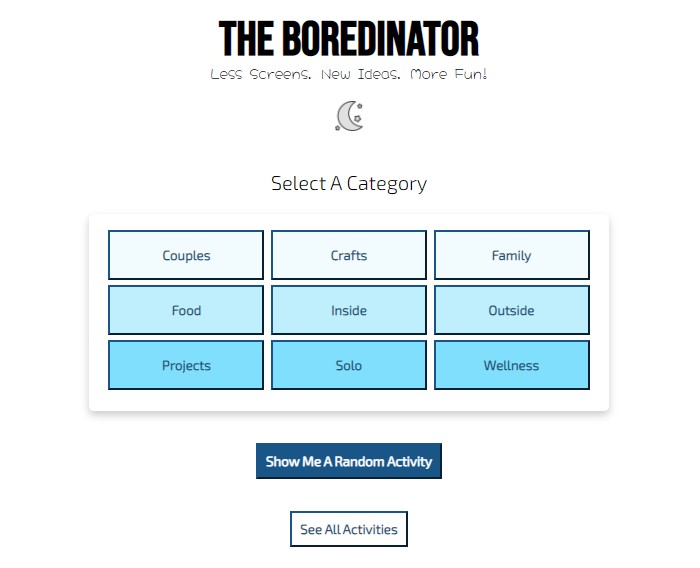 THE BOREDINATOR
Less Screens. New Ideas. More Fun!
Select A Category
Couples Crafts Family
Food Inside Outside
Projects Solo Wellness
Show Me A Random Activity
See All Activities